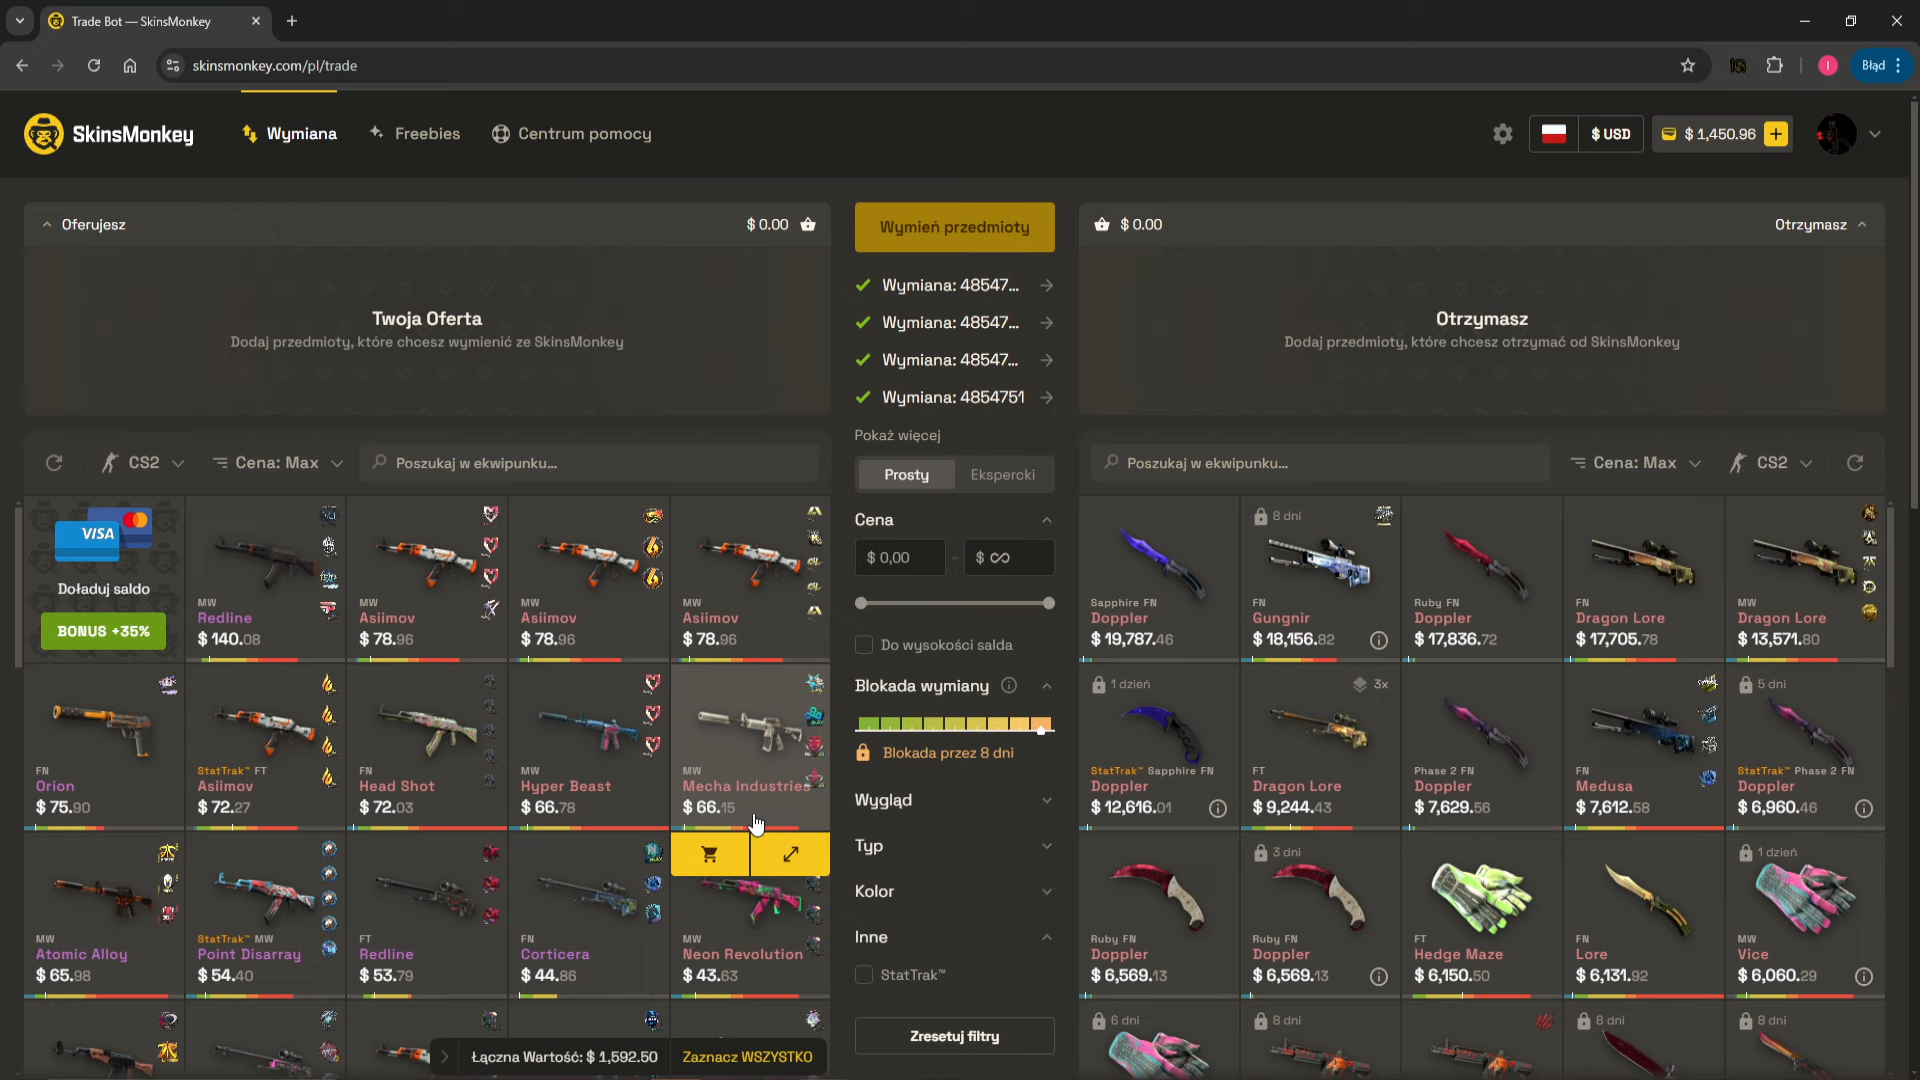 Trade Bot — SkinsMonkey
skinsmonkey.com/pl/trade
Błąd
SkinsMonkey
Wymiana
Freebies
Centrum pomocy
$ USD
$ 1,450.96
Oferujesz
$ 0.00
Twoja Oferta
Dodaj przedmioty, które chcesz wymienić ze SkinsMonkey
Wymień przedmioty
Wymiana: 48547...
Wymiana: 48547...
Wymiana: 48547...
Wymiana: 4854751
Pokaż więcej
$ 0.00
Otrzymasz
Otrzymasz
Dodaj przedmioty, które chcesz otrzymać od SkinsMonkey
CS2
Cena: Max
Poszukaj w ekwipunku...
VISA
Doładuj saldo
BONUS +35%
MW
Redline
$ 140.08
MW
Asiimov
$ 78.96
MW
Asiimov
$ 78.96
MW
Asiimov
$ 78.96
FN
Orion
$ 75.90
StatTrak™ FT
Asiimov
$ 72.27
FN
Head Shot
$ 72.03
MW
Hyper Beast
$ 66.78
MW
Mecha Industries
$ 66.15
MW
Atomic Alloy
$ 65.98
StatTrak™ MW
Point Disarray
$ 54.40
FT
Redline
$ 53.79
FN
Corticera
$ 44.86
MW
Neon Revolution
$ 43.63
Łączna Wartość: $ 1,592.50
Zaznacz WSZYSTKO
Prosty
Ekspercki
Cena
$ 0,00
-
$ ∞
Do wysokości salda
Blokada wymiany
Blokada przez 8 dni
Wygląd
Typ
Kolor
Inne
StatTrak™
Zresetuj filtry
Poszukaj w ekwipunku...
Cena: Max
CS2
Sapphire FN
Doppler
$ 19,787.46
8 dni
FN
Gungnir
$ 18,156.82
Ruby FN
Doppler
$ 17,836.72
FN
Dragon Lore
$ 17,705.78
MW
Dragon Lore
$ 13,571.80
1 dzień
StatTrak™ Sapphire FN
Doppler
$ 12,616.01
3x
FT
Dragon Lore
$ 9,244.43
Phase 2 FN
Doppler
$ 7,629.56
FN
Medusa
$ 7,612.58
5 dni
StatTrak™ Phase 2 FN
Doppler
$ 6,960.46
Ruby FN
Doppler
$ 6,569.13
3 dni
Ruby FN
Doppler
$ 6,569.13
FT
Hedge Maze
$ 6,150.50
FN
Lore
$ 6,131.92
1 dzień
MW
Vice
$ 6,060.29
6 dni
8 dni
8 dni
8 dni